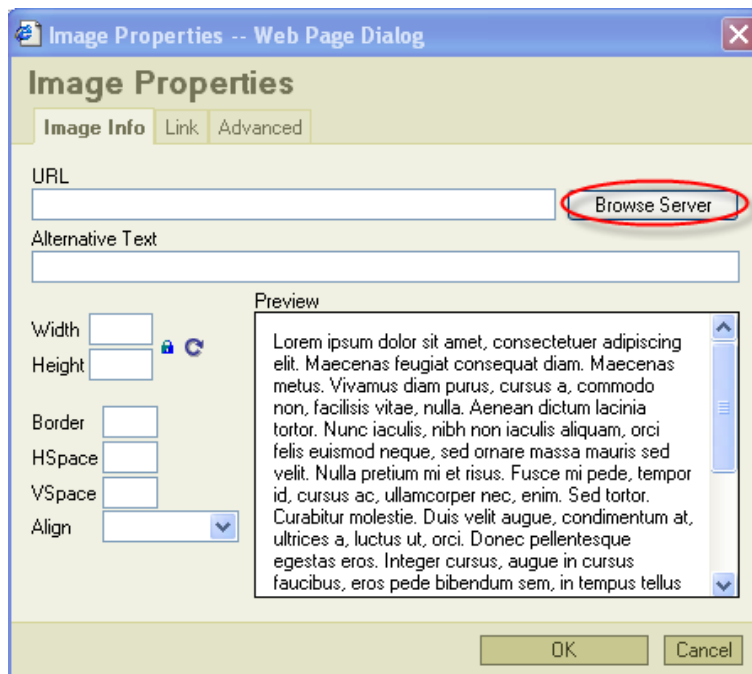 Image Properties -- Web Page Dialog
Image Properties
Image Info Link Advanced
URL
Browse Server
Alternative Text
Preview
Width
Height
Border
HSpace
VSpace
Align
Lorem ipsum dolor sit amet, consectetuer adipiscing
elit. Maecenas feugiat consequat diam. Maecenas
metus. Vivamus diam purus, cursus a, commodo
non, facilisis vitae, nulla. Aenean dictum lacinia
tortor. Nunc iaculis, nibh non iaculis aliquam, orci
felis euismod neque, sed ornare massa mauris sed
velit. Nulla pretium mi et risus. Fusce mi pede, tempor
id, cursus ac, ullamcorper nec, enim. Sed tortor.
Curabitur molestie. Duis velit augue, condimentum at,
ultrices a, luctus ut, orci. Donec pellentesque
egestas eros. Integer cursus, augue in cursus
faucibus, eros pede bibendum sem, in tempus tellus
OK Cancel